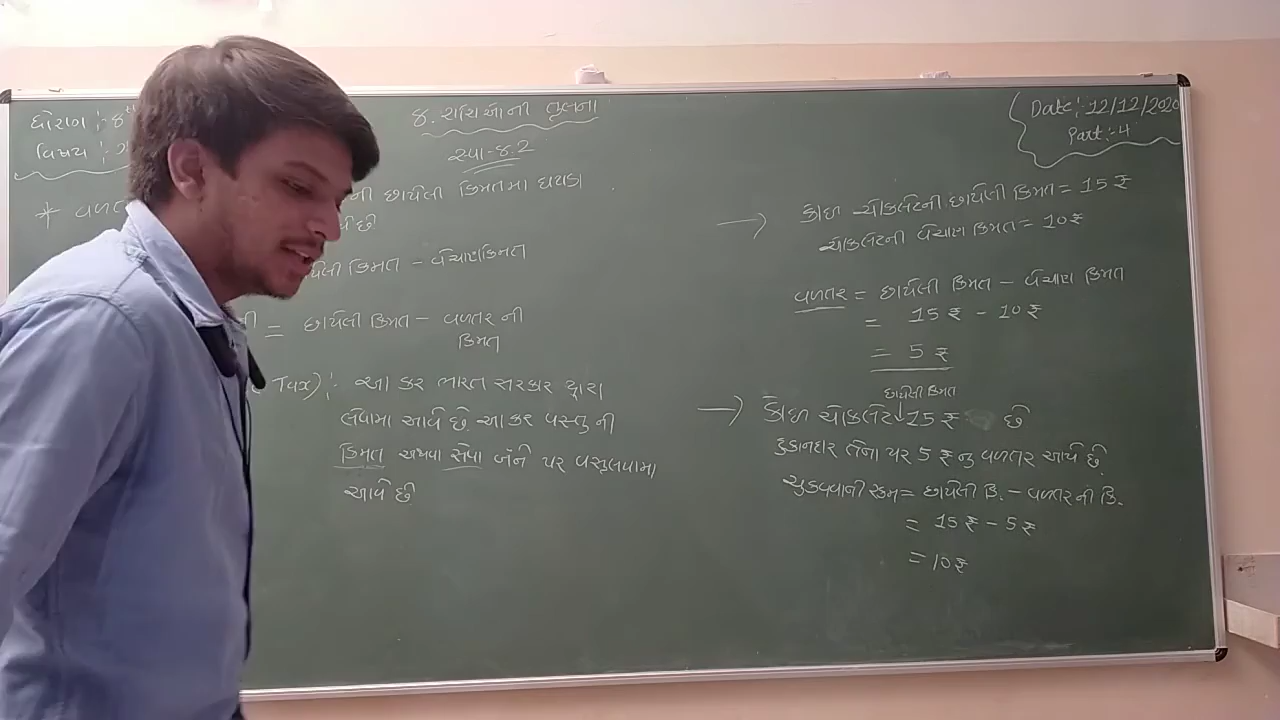 ધોરણ :- 8th
વિષય :- ગ
8. રાશિઓની તુલના
સ્વા-8.2
Date:- 12/12/2020
Part:-4
* વળત
ની છાપેલી કિંમતમાં ઘટાડો
છે.
પેલી કિંમત - વેચાણકિંમત
ની = છાપેલી કિંમત - વળતર ની
કિંમત
Tax) :- આ કર ભારત સરકાર દ્વારા
લેવામા આવે છે આ કર વસ્તુ ની
કિંમત અથવા સેવા બંને પર વસૂલવામા
આવે છે
→ કોઈ ચોકલેટની છાપેલી કિંમત = 15 ₹
ચોકલેટની વેચાણ કિંમત = 10 ₹
વળતર = છાપેલી કિંમત - વેચાણ કિંમત
= 15 ₹ - 10 ₹
= 5 ₹
છાપેલી કિંમત
→ કોઈ ચોકલેટ ↓ 15 ₹ છે
દુકાનદાર તેના પર 5 ₹ નુ વળતર આપે છે.
ચુકવવાની રકમ = છાપેલી કિ. - વળતરની કિ.
= 15 ₹ - 5 ₹
= 10 ₹